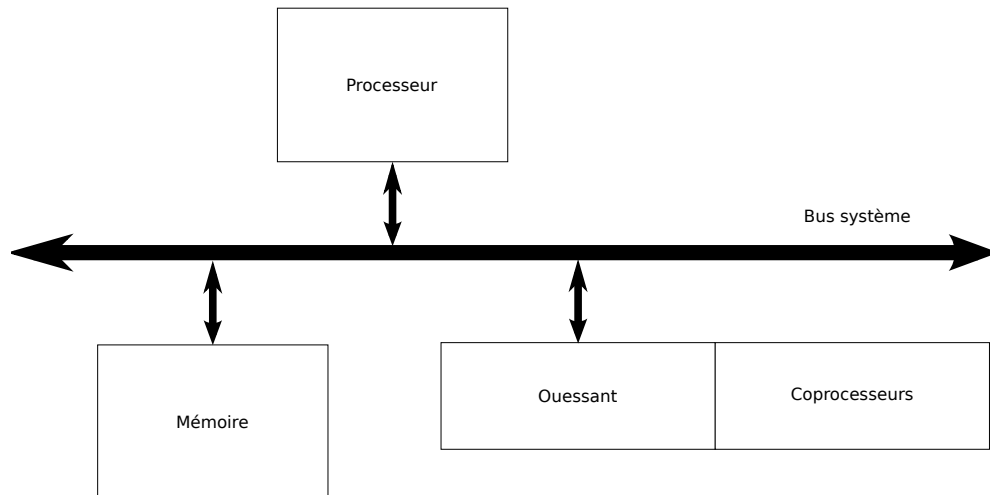 Processeur
Bus système
Ouessant
Coprocesseurs
Mémoire